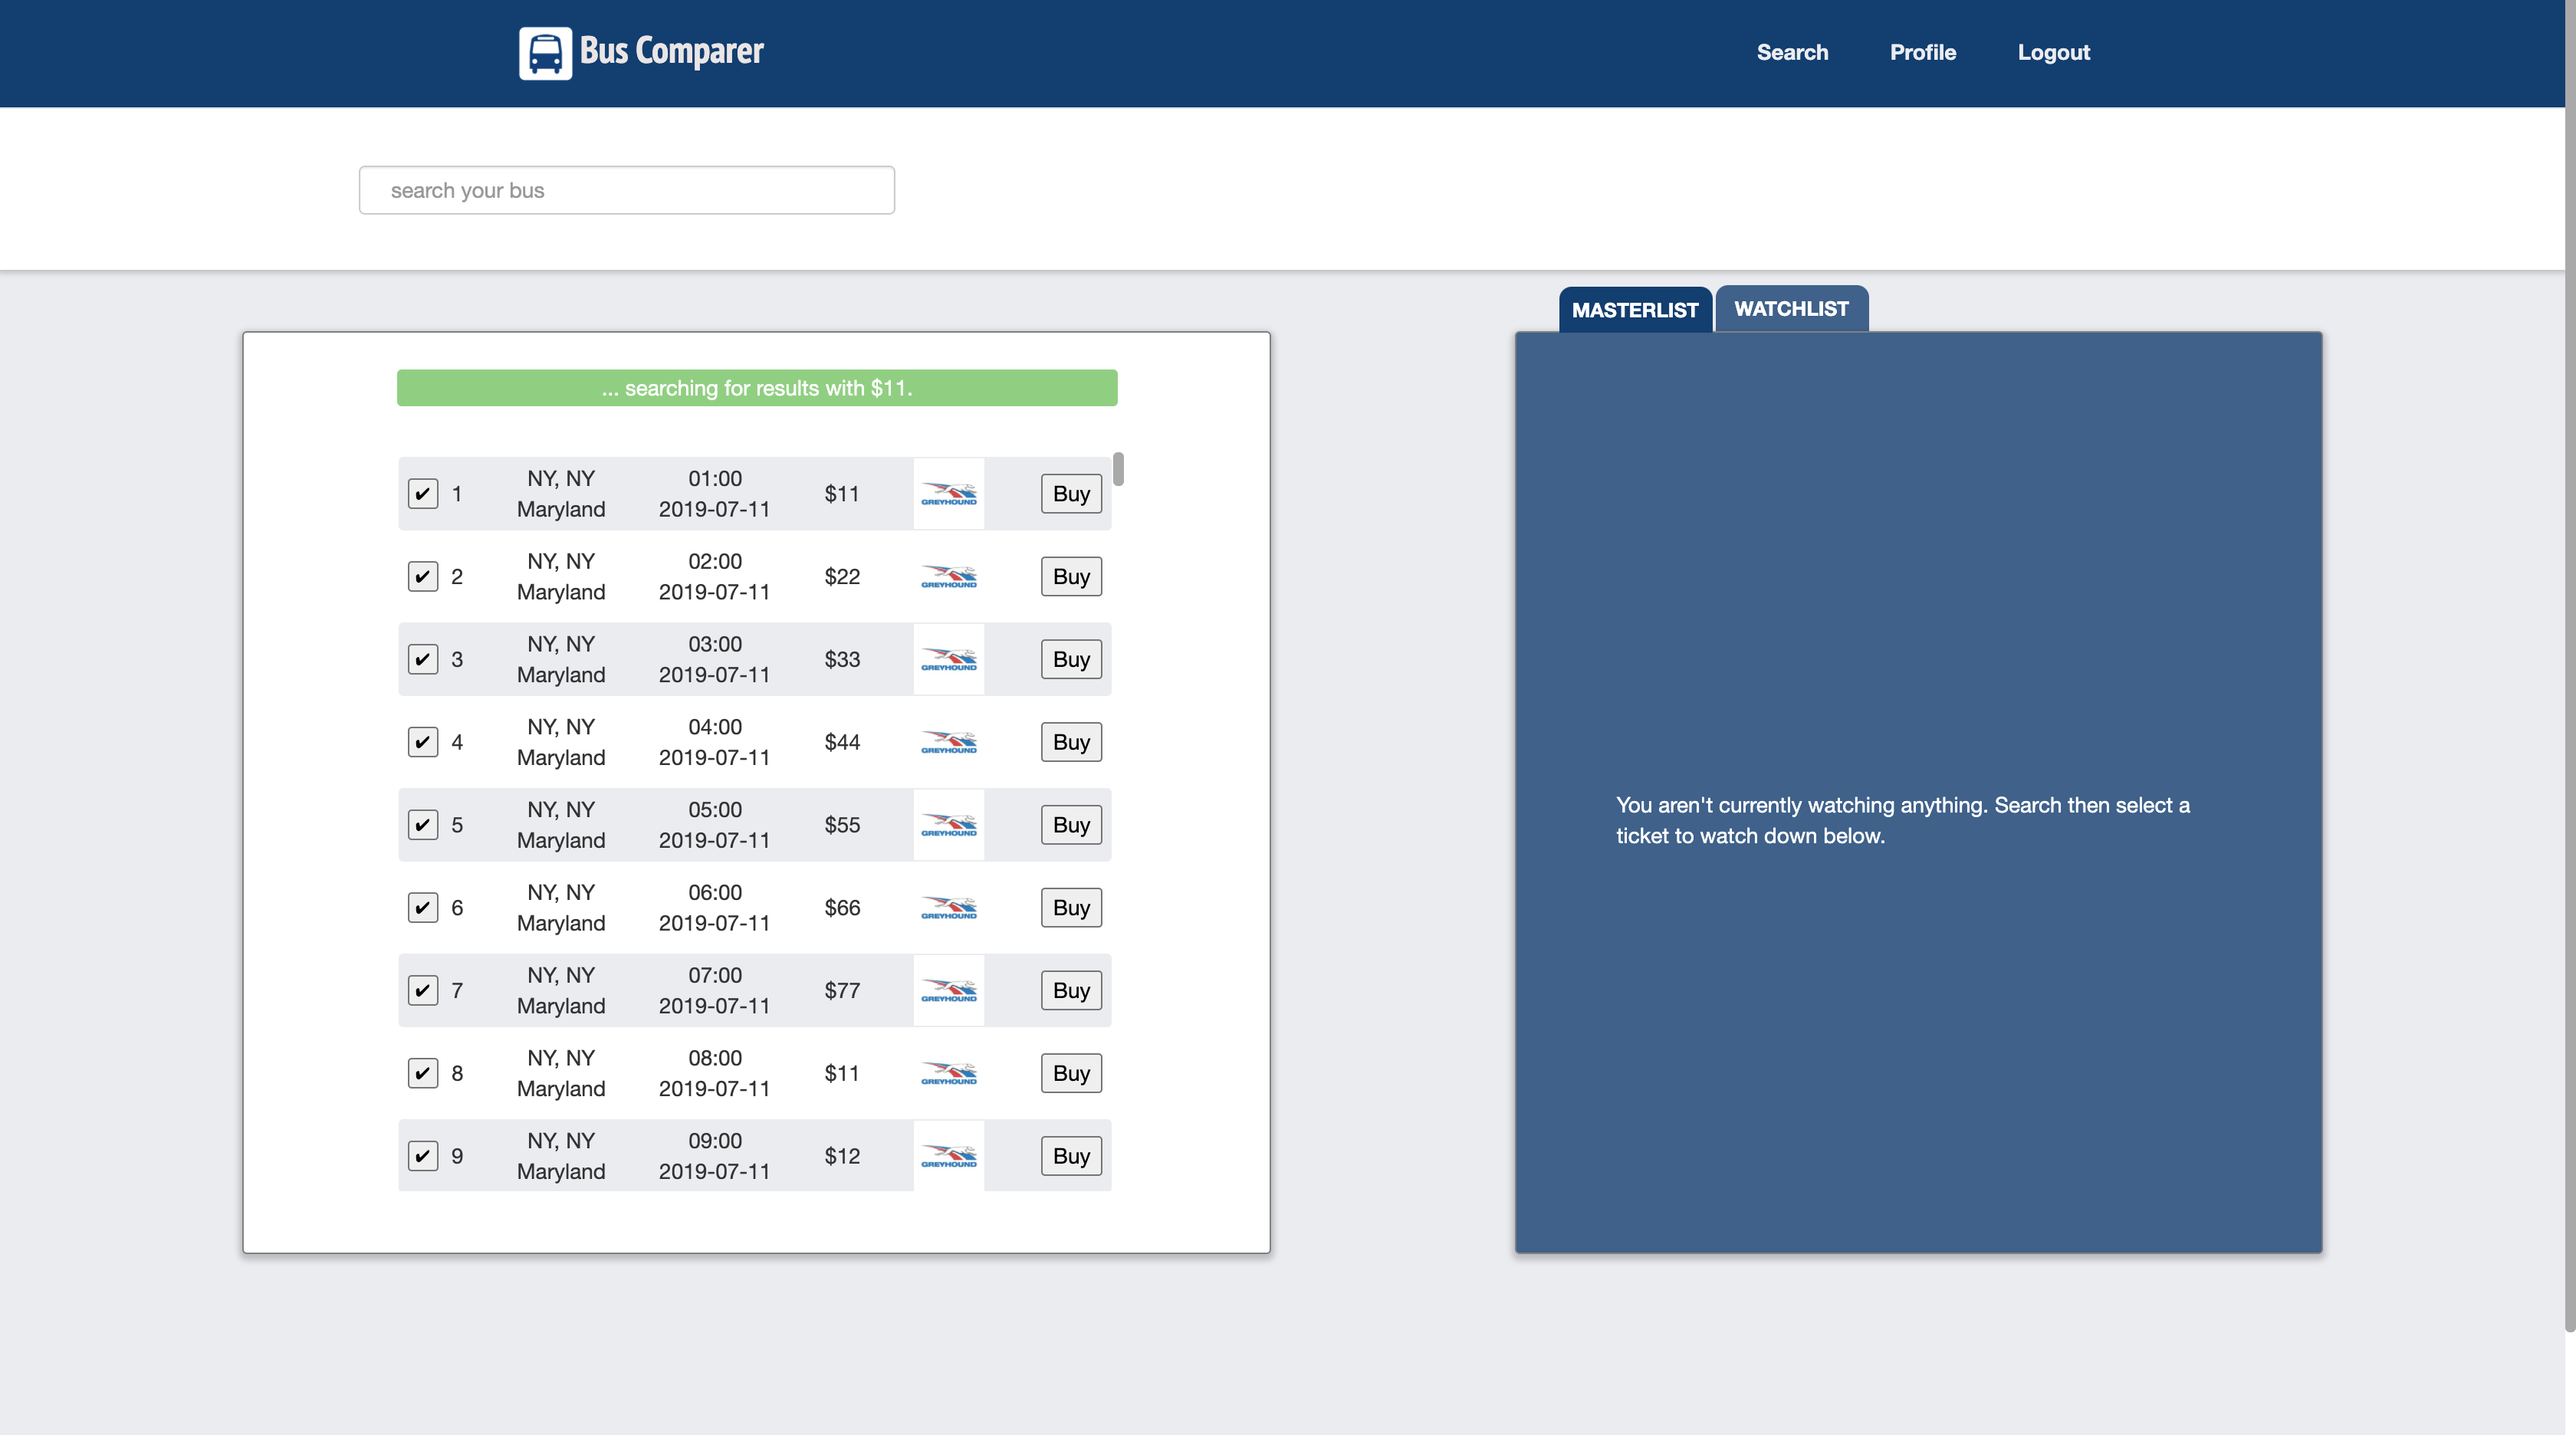 Bus Comparer
Search Profile Logout
search your bus
MASTERLIST WATCHLIST
... searching for results with $11.
✔ 1 NY, NY Maryland 01:00 2019-07-11 $11 GREYHOUND Buy
✔ 2 NY, NY Maryland 02:00 2019-07-11 $22 GREYHOUND Buy
✔ 3 NY, NY Maryland 03:00 2019-07-11 $33 GREYHOUND Buy
✔ 4 NY, NY Maryland 04:00 2019-07-11 $44 GREYHOUND Buy
✔ 5 NY, NY Maryland 05:00 2019-07-11 $55 GREYHOUND Buy
✔ 6 NY, NY Maryland 06:00 2019-07-11 $66 GREYHOUND Buy
✔ 7 NY, NY Maryland 07:00 2019-07-11 $77 GREYHOUND Buy
✔ 8 NY, NY Maryland 08:00 2019-07-11 $11 GREYHOUND Buy
✔ 9 NY, NY Maryland 09:00 2019-07-11 $12 GREYHOUND Buy
You aren't currently watching anything. Search then select a
ticket to watch down below.